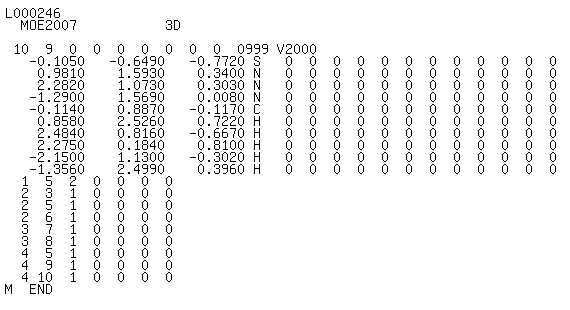 L000246
  MOE2007           3D

 10  9  0  0  0  0  0  0  0  0999 V2000
   -0.1050   -0.6490   -0.7720 S   0  0  0  0  0  0  0  0  0  0  0  0
    0.9810    1.5930    0.3400 N   0  0  0  0  0  0  0  0  0  0  0  0
    2.2820    1.0730    0.3030 N   0  0  0  0  0  0  0  0  0  0  0  0
   -1.2900    1.5690    0.0080 N   0  0  0  0  0  0  0  0  0  0  0  0
   -0.1140    0.8870   -0.1170 C   0  0  0  0  0  0  0  0  0  0  0  0
    0.8580    2.5260    0.7220 H   0  0  0  0  0  0  0  0  0  0  0  0
    2.4840    0.8160   -0.6670 H   0  0  0  0  0  0  0  0  0  0  0  0
    2.2750    0.1840    0.8100 H   0  0  0  0  0  0  0  0  0  0  0  0
   -2.1500    1.1300   -0.3020 H   0  0  0  0  0  0  0  0  0  0  0  0
   -1.3560    2.4990    0.3960 H   0  0  0  0  0  0  0  0  0  0  0  0
  1  5  2  0  0  0  0
  2  3  1  0  0  0  0
  2  5  1  0  0  0  0
  2  6  1  0  0  0  0
  3  7  1  0  0  0  0
  3  8  1  0  0  0  0
  4  5  1  0  0  0  0
  4  9  1  0  0  0  0
  4 10  1  0  0  0  0
M  END